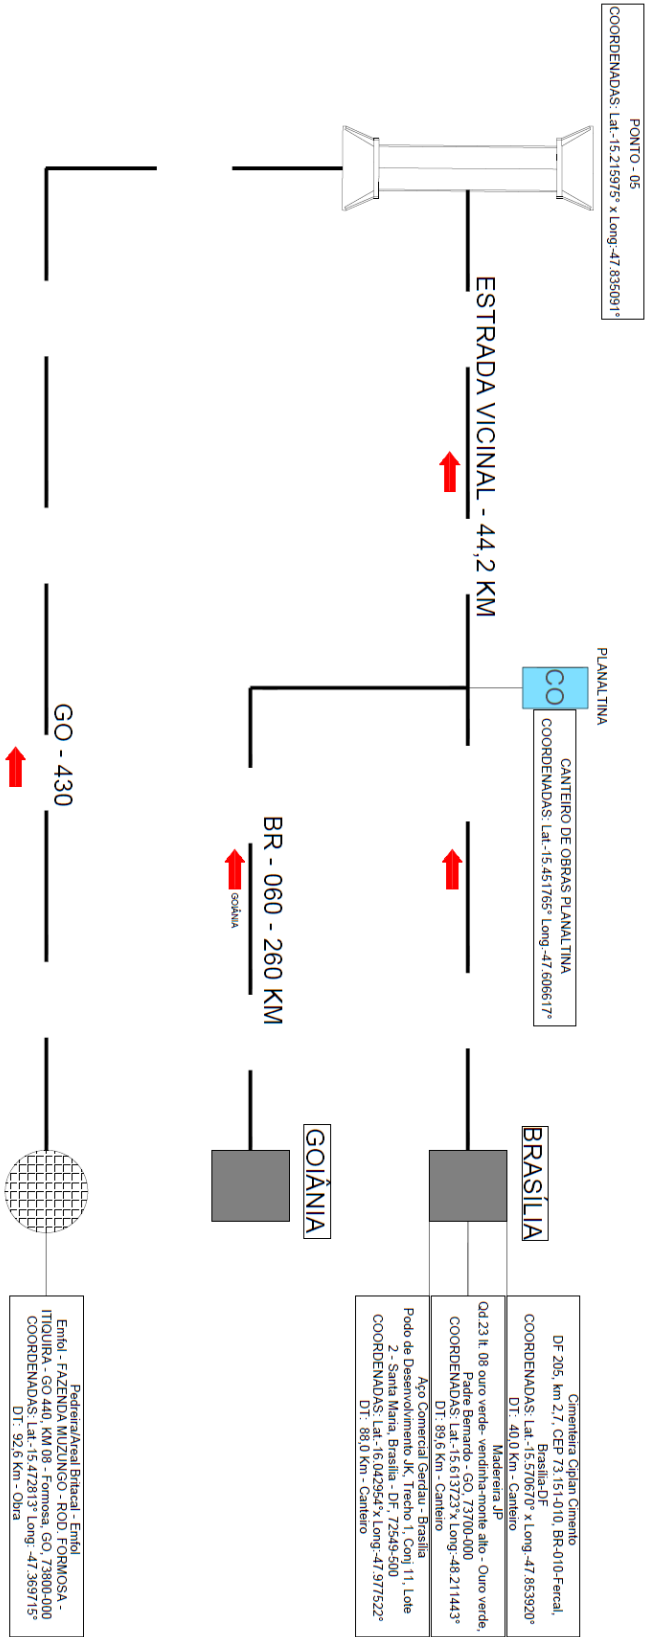 PONTO - 05
COORDENADAS: Lat.-15.215975° x Long:-47.835091°
ESTRADA VICINAL - 44,2 KM
PLANALTINA
CO
CANTEIRO DE OBRAS PLANALTINA
COORDENADAS: Lat-15.451765° Long:-47.606617°
BRASÍLIA
Cimenteira Ciplan Cimento
DF 205, km 2,7, CEP 73.151-010, BR-010-Fercal,
Brasília-DF
COORDENADAS: Lat.-15.570670° x Long.-47.853920°
DT: 40,0 Km - Canteiro
Madereira JP
Qd.23 lt. 08 ouro verde- vendinha-monte alto - Ouro verde,
Padre Bernardo - GO, 73700-000
COORDENADAS: Lat.-15.613723°x Long:-48.211443°
DT: 89,6 Km - Canteiro
Aço Comercial Gerdau - Brasília
Podo de Desenvolvimento JK, Trecho 1, Conj 11, Lote
2 - Santa Maria, Brasília - DF, 72549-500
COORDENADAS: Lat.-16.042954°x Long:-47.977522°
DT: 88,0 Km - Canteiro
BR - 060 - 260 KM
GOIÂNIA
GOIÂNIA
GO - 430
Pedreira/Areal Britacal - Emfol
Emfol - FAZENDA MUZUNGO - ROD. FORMOSA -
ITIQUIRA - GO 440, KM 08 - Formosa, GO, 73800-000
COORDENADAS: Lat.-15.472813° Long: -47.369715°
DT: 92,6 Km - Obra